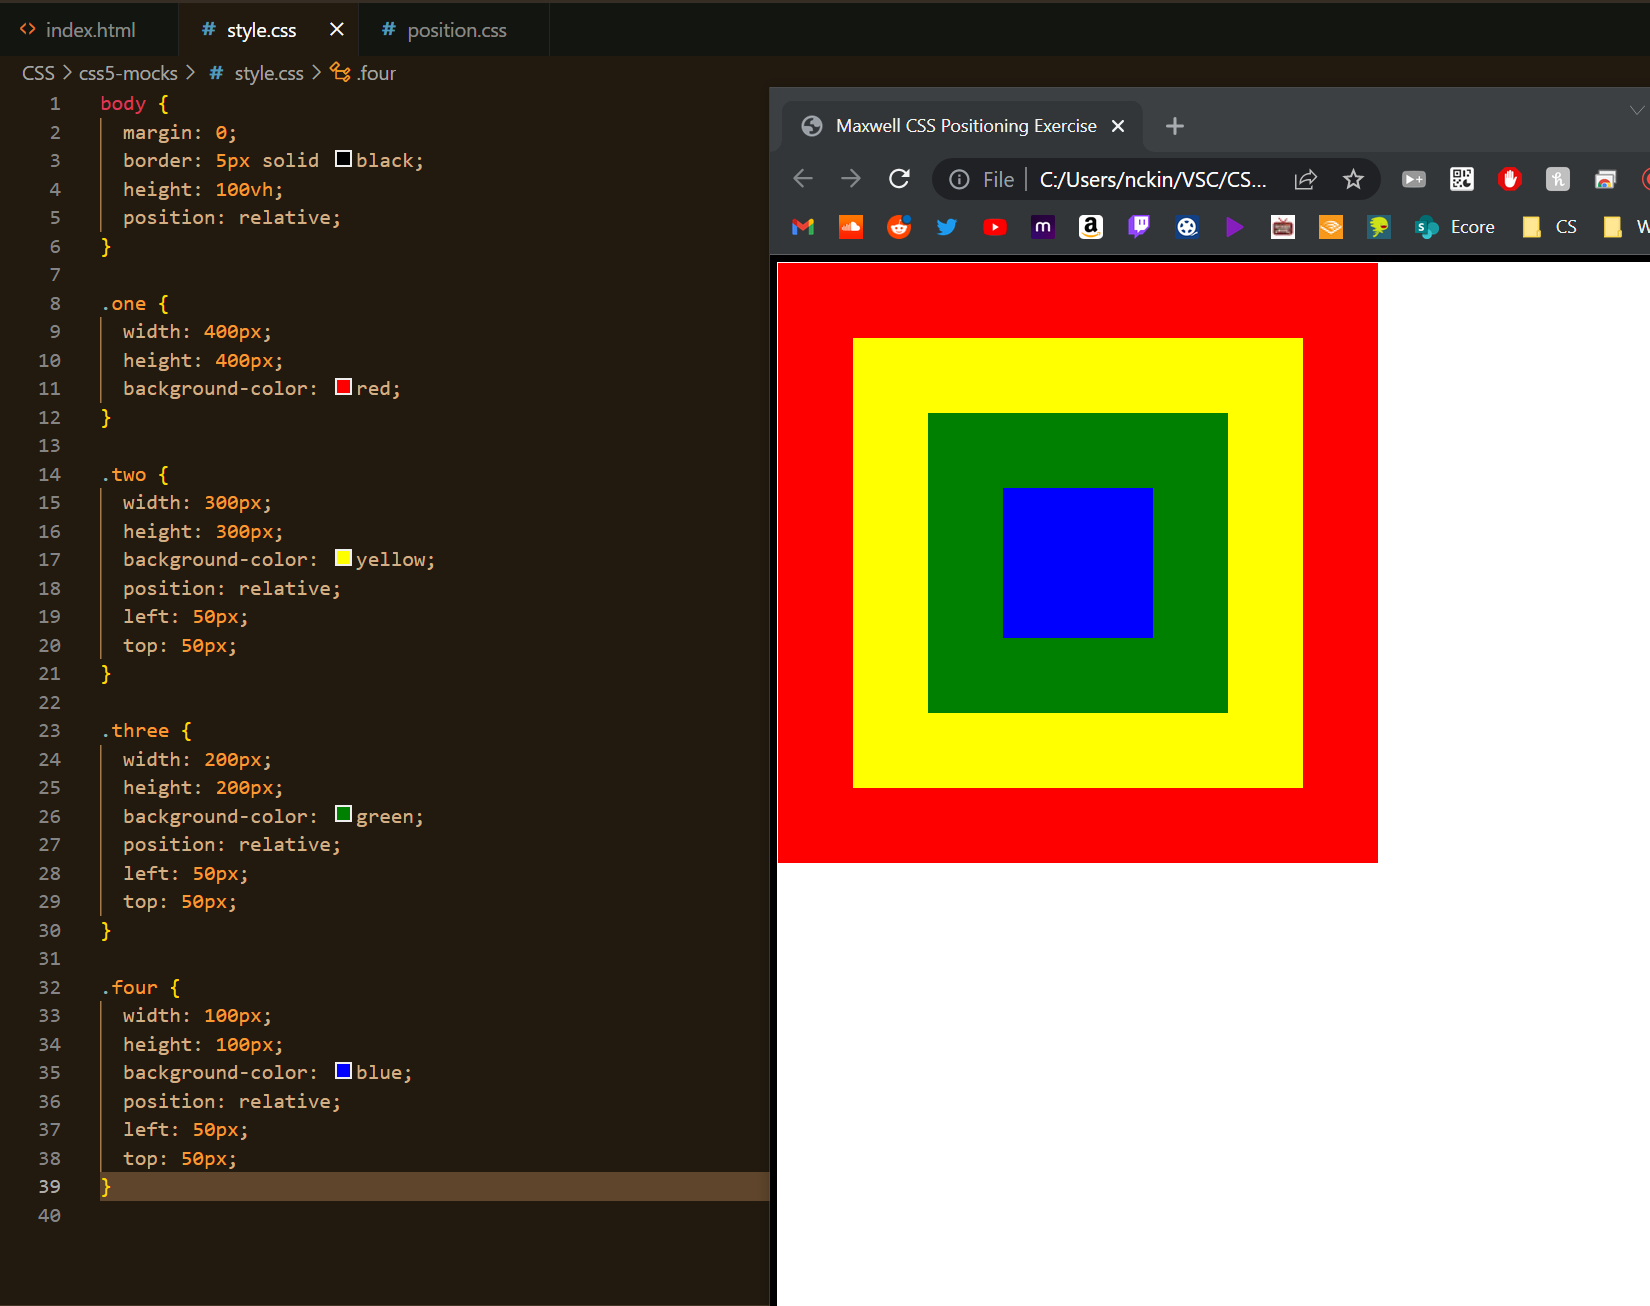 index.html
style.css
position.css
CSS > css5-mocks > # style.css > .four
1 body {
2 margin: 0;
3 border: 5px solid black;
4 height: 100vh;
5 position: relative;
6 }
7
8 .one {
9 width: 400px;
10 height: 400px;
11 background-color: red;
12 }
13
14 .two {
15 width: 300px;
16 height: 300px;
17 background-color: yellow;
18 position: relative;
19 left: 50px;
20 top: 50px;
21 }
22
23 .three {
24 width: 200px;
25 height: 200px;
26 background-color: green;
27 position: relative;
28 left: 50px;
29 top: 50px;
30 }
31
32 .four {
33 width: 100px;
34 height: 100px;
35 background-color: blue;
36 position: relative;
37 left: 50px;
38 top: 50px;
39 }
40
Maxwell CSS Positioning Exercise
File | C:/Users/nckin/VSC/CS...
Ecore CS W